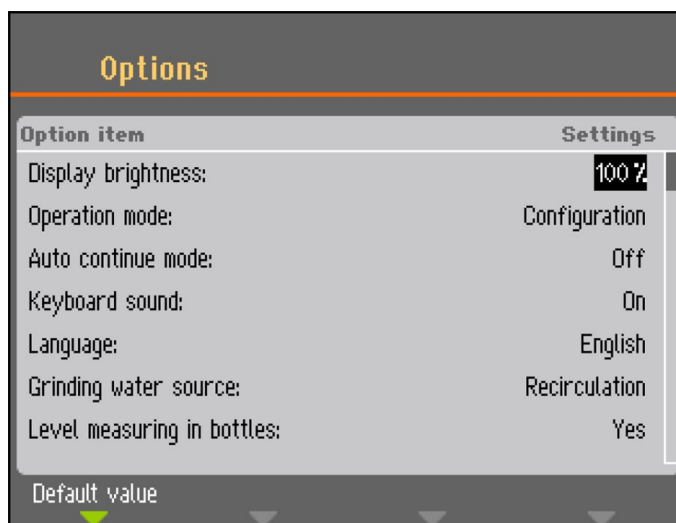 Options
Option item Settings
Display brightness: 100 %
Operation mode: Configuration
Auto continue mode: Off
Keyboard sound: On
Language: English
Grinding water source: Recirculation
Level measuring in bottles: Yes
Default value